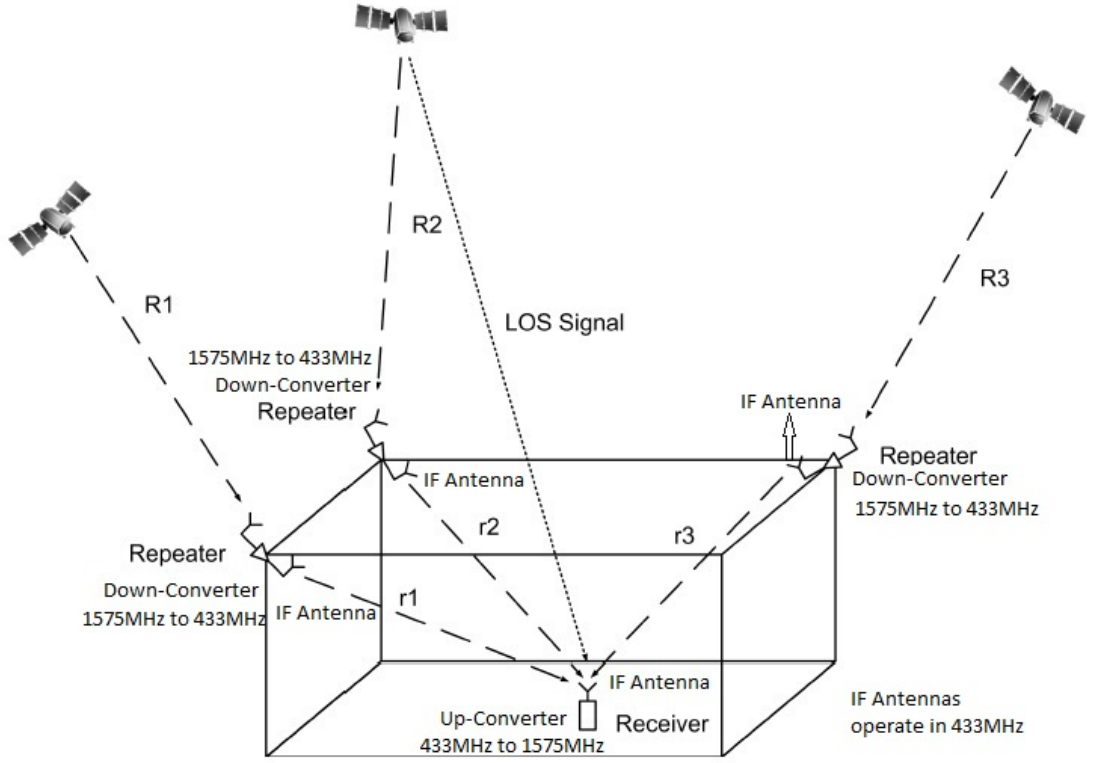 R2
R1
R3
LOS Signal
1575MHz to 433MHz
Down-Converter
Repeater
IF Antenna
Repeater
Down-Converter
1575MHz to 433MHz
IF Antenna
r2
r3
Repeater
Down-Converter
1575MHz to 433MHz
IF Antenna
r1
IF Antenna
Up-Converter
433MHz to 1575MHz
Receiver
IF Antennas
operate in 433MHz